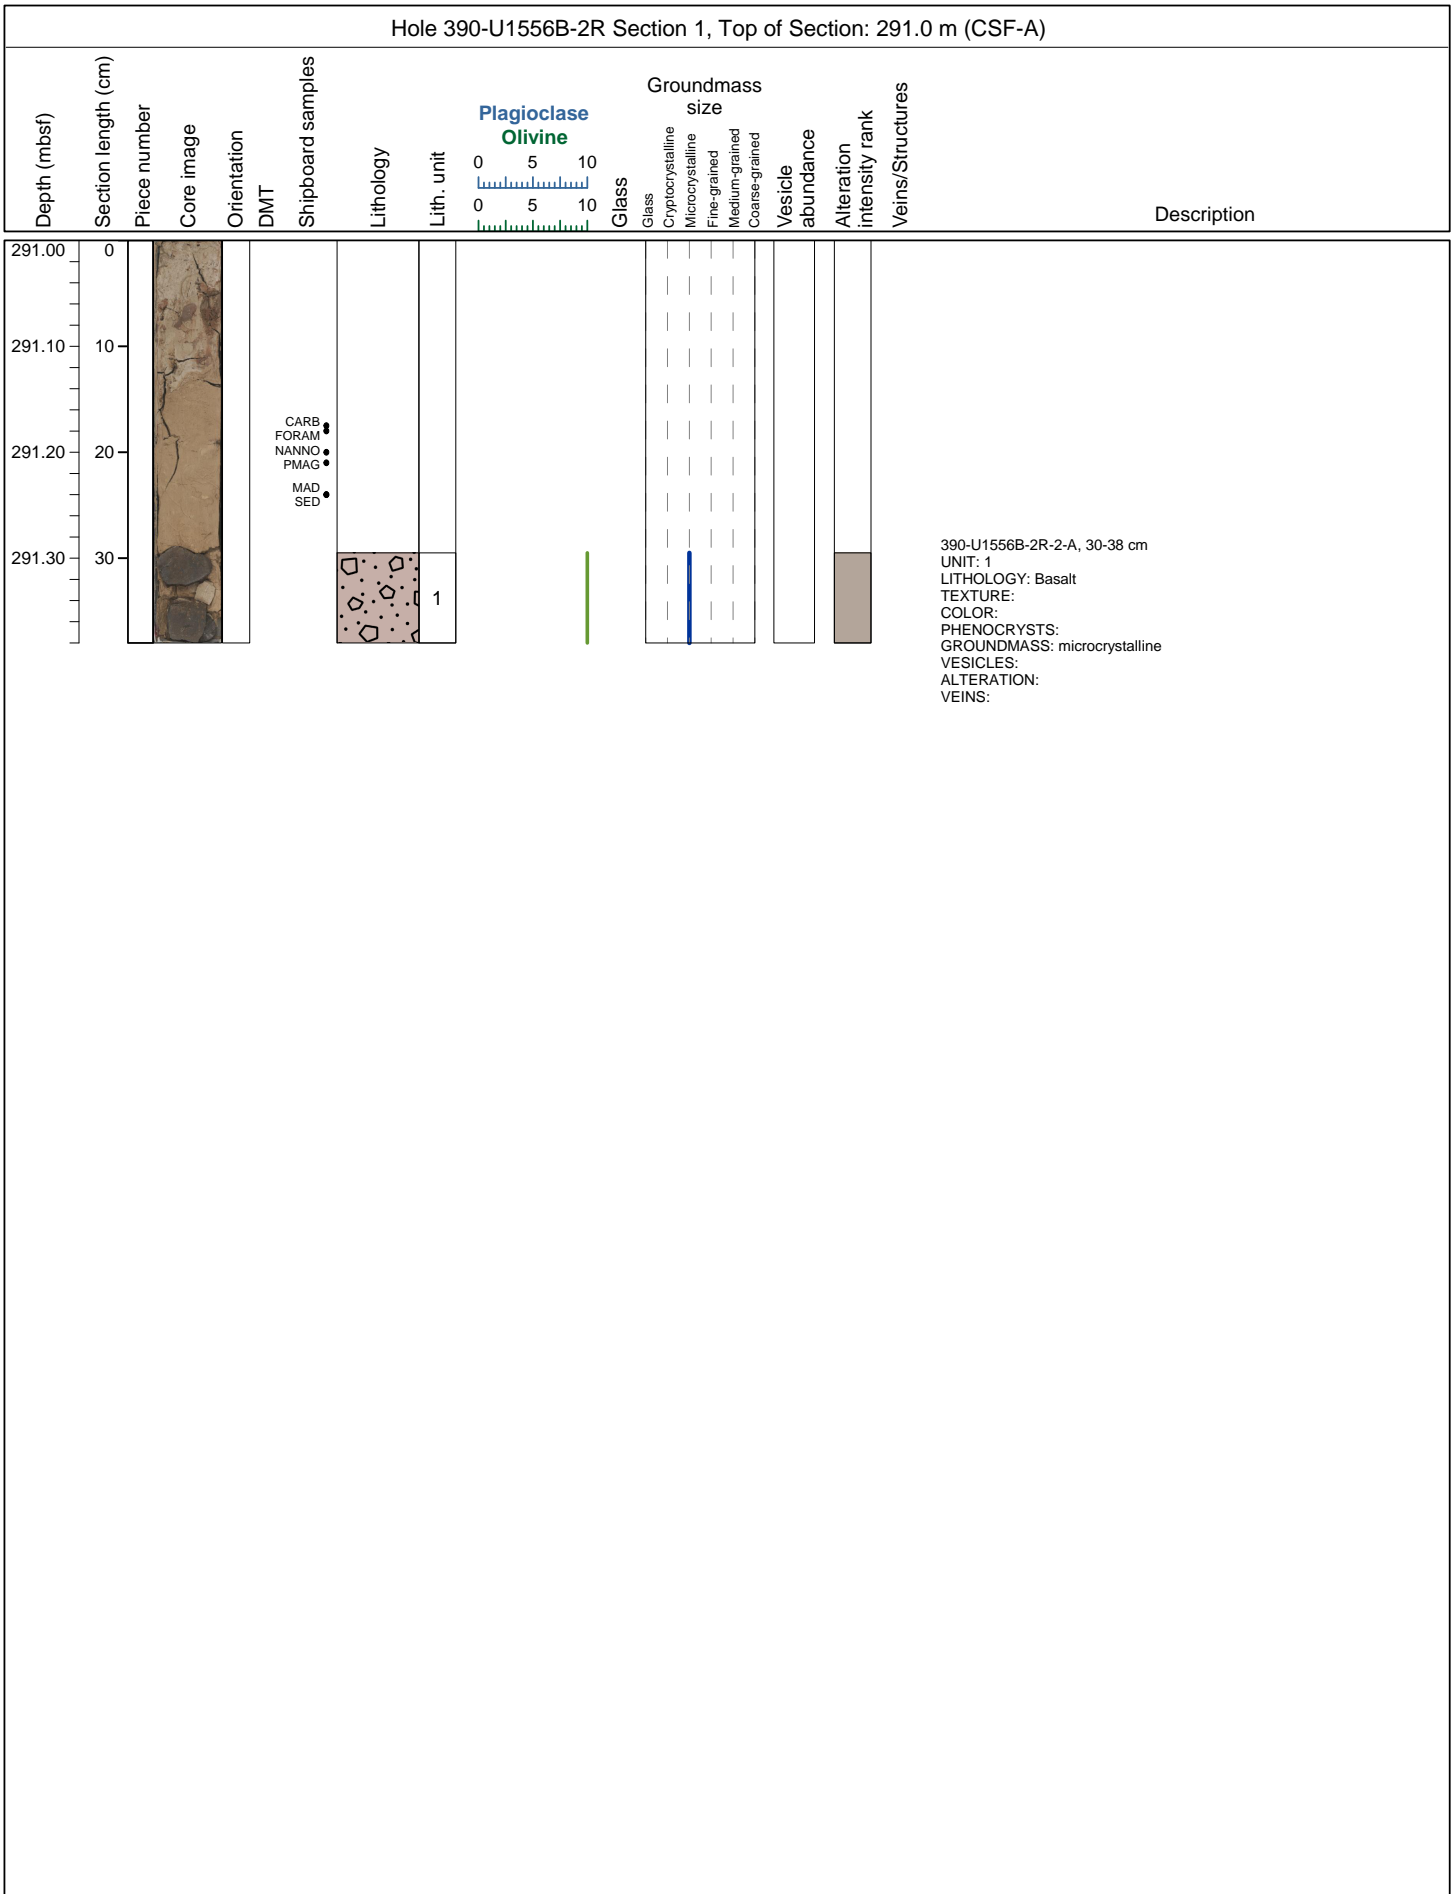 Hole 390-U1556B-2R Section 1, Top of Section: 291.0 m (CSF-A)
Depth (mbsf)
Section length (cm)
Piece number
Core image
Orientation
DMT
Shipboard samples
Lithology
Lith. unit
Plagioclase
Olivine
0 5 10
0 5 10
Glass
Groundmass
size
Glass
Cryptocrystalline
Microcrystalline
Fine-grained
Medium-grained
Coarse-grained
Vesicle
abundance
Alteration
intensity rank
Veins/Structures
Description
291.00 0
291.10 10
CARB
FORAM
291.20 20
NANNO
PMAG
MAD
SED
291.30 30
1
390-U1556B-2R-2-A, 30-38 cm
UNIT: 1
LITHOLOGY: Basalt
TEXTURE:
COLOR:
PHENOCRYSTS:
GROUNDMASS: microcrystalline
VESICLES:
ALTERATION:
VEINS: